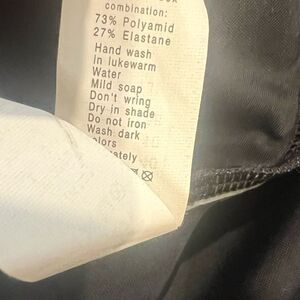 combination:
73% Polyamid
27% Elastane
Hand wash
In lukewarm
Water
Mild soap
Don't wring
Dry in shade
Do not iron
Wash dark